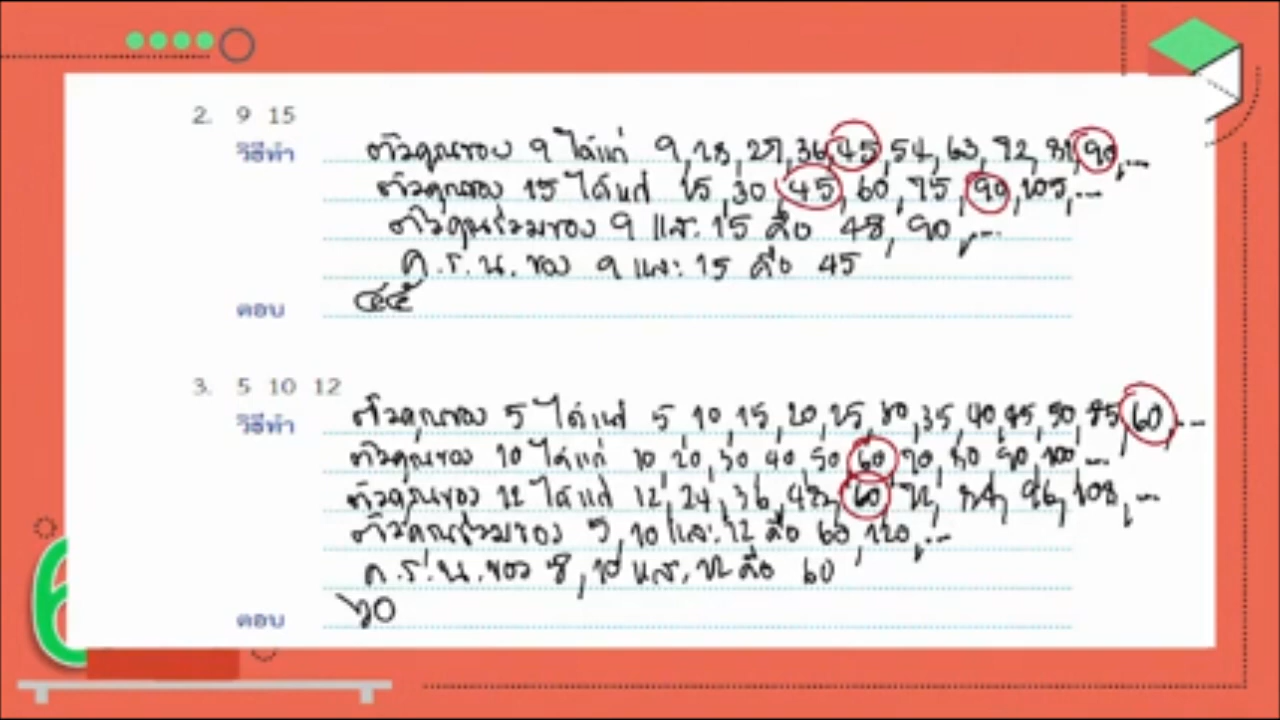 2. 9 15
วิธีทำ ตัวคูณของ 9 ได้แก่ 9,18,27,36,45,54,63,72,81,90,...
ตัวคูณของ 15 ได้แก่ 15,30,45,60,75,90,105,...
ตัวคูณร่วมของ 9 และ 15 คือ 45,90,...
ค.ร.น.ของ 9 และ 15 คือ 45
ตอบ ๔๕
3. 5 10 12
วิธีทำ ตัวคูณของ 5 ได้แก่ 5,10,15,20,25,30,35,40,45,50,55,60,...
ตัวคูณของ 10 ได้แก่ 10,20,30,40,50,60,70,80,90,100,...
ตัวคูณของ 12 ได้แก่ 12,24,36,48,60,72,84,96,108,...
ตัวคูณร่วมของ 5,10 และ 12 คือ 60,120,...
ค.ร.น.ของ 5,10 และ 12 คือ 60
ตอบ ๖๐